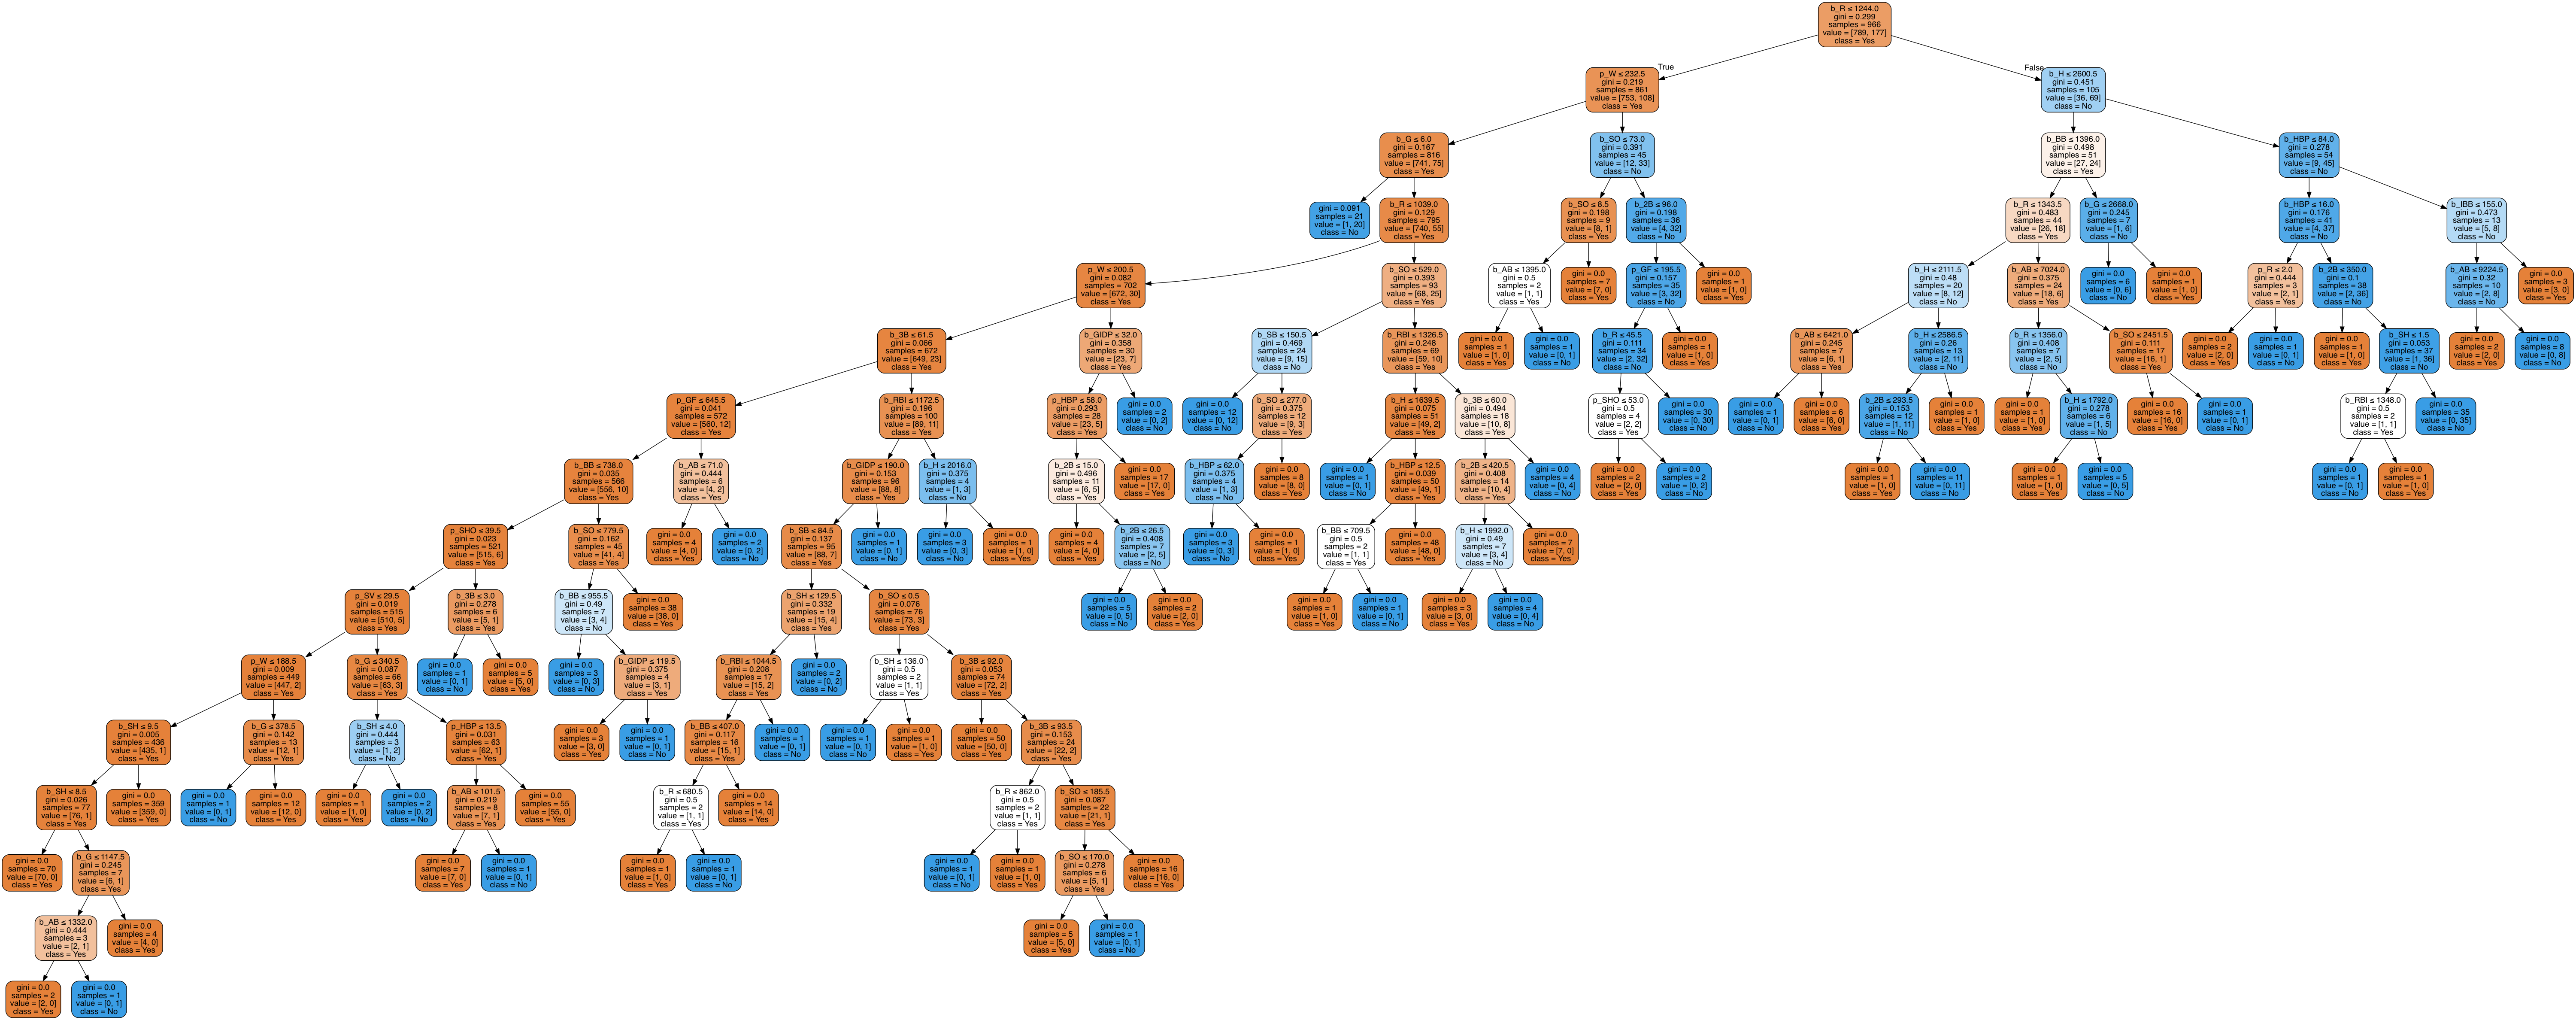 b_R ≤ 1244.0
gini = 0.299
samples = 966
value = [789, 177]
class = Yes
True
False
p_W ≤ 232.5
gini = 0.219
samples = 861
value = [753, 108]
class = Yes
b_H ≤ 2600.5
gini = 0.451
samples = 105
value = [36, 69]
class = No
b_G ≤ 6.0
gini = 0.167
samples = 816
value = [741, 75]
class = Yes
b_SO ≤ 73.0
gini = 0.391
samples = 45
value = [12, 33]
class = No
b_BB ≤ 1396.0
gini = 0.498
samples = 51
value = [27, 24]
class = Yes
b_HBP ≤ 84.0
gini = 0.278
samples = 54
value = [9, 45]
class = No
gini = 0.091
samples = 21
value = [1, 20]
class = No
b_R ≤ 1039.0
gini = 0.129
samples = 795
value = [740, 55]
class = Yes
b_SO ≤ 8.5
gini = 0.198
samples = 9
value = [8, 1]
class = Yes
b_2B ≤ 96.0
gini = 0.198
samples = 36
value = [4, 32]
class = No
b_R ≤ 1343.5
gini = 0.483
samples = 44
value = [26, 18]
class = Yes
b_G ≤ 2668.0
gini = 0.245
samples = 7
value = [1, 6]
class = No
b_HBP ≤ 16.0
gini = 0.176
samples = 41
value = [4, 37]
class = No
b_IBB ≤ 155.0
gini = 0.473
samples = 13
value = [5, 8]
class = No
p_W ≤ 200.5
gini = 0.082
samples = 702
value = [672, 30]
class = Yes
b_SO ≤ 529.0
gini = 0.393
samples = 93
value = [68, 25]
class = Yes
b_AB ≤ 1395.0
gini = 0.5
samples = 2
value = [1, 1]
class = Yes
gini = 0.0
samples = 7
value = [7, 0]
class = Yes
p_GF ≤ 195.5
gini = 0.157
samples = 35
value = [3, 32]
class = No
gini = 0.0
samples = 1
value = [1, 0]
class = Yes
b_H ≤ 2111.5
gini = 0.48
samples = 20
value = [8, 12]
class = No
b_AB ≤ 7024.0
gini = 0.375
samples = 24
value = [18, 6]
class = Yes
gini = 0.0
samples = 6
value = [0, 6]
class = No
gini = 0.0
samples = 1
value = [1, 0]
class = Yes
p_R ≤ 2.0
gini = 0.444
samples = 3
value = [2, 1]
class = Yes
b_2B ≤ 350.0
gini = 0.1
samples = 38
value = [2, 36]
class = No
b_AB ≤ 9224.5
gini = 0.32
samples = 10
value = [2, 8]
class = No
gini = 0.0
samples = 3
value = [3, 0]
class = Yes
b_3B ≤ 61.5
gini = 0.066
samples = 672
value = [649, 23]
class = Yes
b_GIDP ≤ 32.0
gini = 0.358
samples = 30
value = [23, 7]
class = Yes
b_SB ≤ 150.5
gini = 0.469
samples = 24
value = [9, 15]
class = No
b_RBI ≤ 1326.5
gini = 0.248
samples = 69
value = [59, 10]
class = Yes
gini = 0.0
samples = 1
value = [1, 0]
class = Yes
gini = 0.0
samples = 1
value = [0, 1]
class = No
b_R ≤ 45.5
gini = 0.111
samples = 34
value = [2, 32]
class = No
gini = 0.0
samples = 1
value = [1, 0]
class = Yes
b_AB ≤ 6421.0
gini = 0.245
samples = 7
value = [6, 1]
class = Yes
b_H ≤ 2586.5
gini = 0.26
samples = 13
value = [2, 11]
class = No
b_R ≤ 1356.0
gini = 0.408
samples = 7
value = [2, 5]
class = No
b_SO ≤ 2451.5
gini = 0.111
samples = 17
value = [16, 1]
class = Yes
gini = 0.0
samples = 2
value = [2, 0]
class = Yes
gini = 0.0
samples = 1
value = [0, 1]
class = No
gini = 0.0
samples = 1
value = [1, 0]
class = Yes
b_SH ≤ 1.5
gini = 0.053
samples = 37
value = [1, 36]
class = No
gini = 0.0
samples = 2
value = [2, 0]
class = Yes
gini = 0.0
samples = 8
value = [0, 8]
class = No
p_GF ≤ 645.5
gini = 0.041
samples = 572
value = [560, 12]
class = Yes
b_RBI ≤ 1172.5
gini = 0.196
samples = 100
value = [89, 11]
class = Yes
p_HBP ≤ 58.0
gini = 0.293
samples = 28
value = [23, 5]
class = Yes
gini = 0.0
samples = 2
value = [0, 2]
class = No
gini = 0.0
samples = 12
value = [0, 12]
class = No
b_SO ≤ 277.0
gini = 0.375
samples = 12
value = [9, 3]
class = Yes
b_H ≤ 1639.5
gini = 0.075
samples = 51
value = [49, 2]
class = Yes
b_3B ≤ 60.0
gini = 0.494
samples = 18
value = [10, 8]
class = Yes
p_SHO ≤ 53.0
gini = 0.5
samples = 4
value = [2, 2]
class = Yes
gini = 0.0
samples = 30
value = [0, 30]
class = No
gini = 0.0
samples = 1
value = [0, 1]
class = No
gini = 0.0
samples = 6
value = [6, 0]
class = Yes
b_2B ≤ 293.5
gini = 0.153
samples = 12
value = [1, 11]
class = No
gini = 0.0
samples = 1
value = [1, 0]
class = Yes
gini = 0.0
samples = 1
value = [1, 0]
class = Yes
b_H ≤ 1792.0
gini = 0.278
samples = 6
value = [1, 5]
class = No
gini = 0.0
samples = 16
value = [16, 0]
class = Yes
gini = 0.0
samples = 1
value = [0, 1]
class = No
b_RBI ≤ 1348.0
gini = 0.5
samples = 2
value = [1, 1]
class = Yes
gini = 0.0
samples = 35
value = [0, 35]
class = No
b_BB ≤ 738.0
gini = 0.035
samples = 566
value = [556, 10]
class = Yes
b_AB ≤ 71.0
gini = 0.444
samples = 6
value = [4, 2]
class = Yes
b_GIDP ≤ 190.0
gini = 0.153
samples = 96
value = [88, 8]
class = Yes
b_H ≤ 2016.0
gini = 0.375
samples = 4
value = [1, 3]
class = No
b_2B ≤ 15.0
gini = 0.496
samples = 11
value = [6, 5]
class = Yes
gini = 0.0
samples = 17
value = [17, 0]
class = Yes
b_HBP ≤ 62.0
gini = 0.375
samples = 4
value = [1, 3]
class = No
gini = 0.0
samples = 8
value = [8, 0]
class = Yes
gini = 0.0
samples = 1
value = [0, 1]
class = No
b_HBP ≤ 12.5
gini = 0.039
samples = 50
value = [49, 1]
class = Yes
b_2B ≤ 420.5
gini = 0.408
samples = 14
value = [10, 4]
class = Yes
gini = 0.0
samples = 4
value = [0, 4]
class = No
gini = 0.0
samples = 2
value = [2, 0]
class = Yes
gini = 0.0
samples = 2
value = [0, 2]
class = No
gini = 0.0
samples = 1
value = [1, 0]
class = Yes
gini = 0.0
samples = 11
value = [0, 11]
class = No
gini = 0.0
samples = 1
value = [1, 0]
class = Yes
gini = 0.0
samples = 5
value = [0, 5]
class = No
gini = 0.0
samples = 1
value = [0, 1]
class = No
gini = 0.0
samples = 1
value = [1, 0]
class = Yes
p_SHO ≤ 39.5
gini = 0.023
samples = 521
value = [515, 6]
class = Yes
b_SO ≤ 779.5
gini = 0.162
samples = 45
value = [41, 4]
class = Yes
gini = 0.0
samples = 4
value = [4, 0]
class = Yes
gini = 0.0
samples = 2
value = [0, 2]
class = No
b_SB ≤ 84.5
gini = 0.137
samples = 95
value = [88, 7]
class = Yes
gini = 0.0
samples = 1
value = [0, 1]
class = No
gini = 0.0
samples = 3
value = [0, 3]
class = No
gini = 0.0
samples = 1
value = [1, 0]
class = Yes
gini = 0.0
samples = 4
value = [4, 0]
class = Yes
b_2B ≤ 26.5
gini = 0.408
samples = 7
value = [2, 5]
class = No
gini = 0.0
samples = 3
value = [0, 3]
class = No
gini = 0.0
samples = 1
value = [1, 0]
class = Yes
b_BB ≤ 709.5
gini = 0.5
samples = 2
value = [1, 1]
class = Yes
gini = 0.0
samples = 48
value = [48, 0]
class = Yes
b_H ≤ 1992.0
gini = 0.49
samples = 7
value = [3, 4]
class = No
gini = 0.0
samples = 7
value = [7, 0]
class = Yes
p_SV ≤ 29.5
gini = 0.019
samples = 515
value = [510, 5]
class = Yes
b_3B ≤ 3.0
gini = 0.278
samples = 6
value = [5, 1]
class = Yes
b_BB ≤ 955.5
gini = 0.49
samples = 7
value = [3, 4]
class = No
gini = 0.0
samples = 38
value = [38, 0]
class = Yes
b_SH ≤ 129.5
gini = 0.332
samples = 19
value = [15, 4]
class = Yes
b_SO ≤ 0.5
gini = 0.076
samples = 76
value = [73, 3]
class = Yes
gini = 0.0
samples = 5
value = [0, 5]
class = No
gini = 0.0
samples = 2
value = [2, 0]
class = Yes
gini = 0.0
samples = 1
value = [1, 0]
class = Yes
gini = 0.0
samples = 1
value = [0, 1]
class = No
gini = 0.0
samples = 3
value = [3, 0]
class = Yes
gini = 0.0
samples = 4
value = [0, 4]
class = No
p_W ≤ 188.5
gini = 0.009
samples = 449
value = [447, 2]
class = Yes
b_G ≤ 340.5
gini = 0.087
samples = 66
value = [63, 3]
class = Yes
gini = 0.0
samples = 1
value = [0, 1]
class = No
gini = 0.0
samples = 5
value = [5, 0]
class = Yes
gini = 0.0
samples = 3
value = [0, 3]
class = No
b_GIDP ≤ 119.5
gini = 0.375
samples = 4
value = [3, 1]
class = Yes
b_RBI ≤ 1044.5
gini = 0.208
samples = 17
value = [15, 2]
class = Yes
gini = 0.0
samples = 2
value = [0, 2]
class = No
b_SH ≤ 136.0
gini = 0.5
samples = 2
value = [1, 1]
class = Yes
b_3B ≤ 92.0
gini = 0.053
samples = 74
value = [72, 2]
class = Yes
b_SH ≤ 9.5
gini = 0.005
samples = 436
value = [435, 1]
class = Yes
b_G ≤ 378.5
gini = 0.142
samples = 13
value = [12, 1]
class = Yes
b_SH ≤ 4.0
gini = 0.444
samples = 3
value = [1, 2]
class = No
p_HBP ≤ 13.5
gini = 0.031
samples = 63
value = [62, 1]
class = Yes
gini = 0.0
samples = 3
value = [3, 0]
class = Yes
gini = 0.0
samples = 1
value = [0, 1]
class = No
b_BB ≤ 407.0
gini = 0.117
samples = 16
value = [15, 1]
class = Yes
gini = 0.0
samples = 1
value = [0, 1]
class = No
gini = 0.0
samples = 1
value = [0, 1]
class = No
gini = 0.0
samples = 1
value = [1, 0]
class = Yes
gini = 0.0
samples = 50
value = [50, 0]
class = Yes
b_3B ≤ 93.5
gini = 0.153
samples = 24
value = [22, 2]
class = Yes
b_SH ≤ 8.5
gini = 0.026
samples = 77
value = [76, 1]
class = Yes
gini = 0.0
samples = 359
value = [359, 0]
class = Yes
gini = 0.0
samples = 1
value = [0, 1]
class = No
gini = 0.0
samples = 12
value = [12, 0]
class = Yes
gini = 0.0
samples = 1
value = [1, 0]
class = Yes
gini = 0.0
samples = 2
value = [0, 2]
class = No
b_AB ≤ 101.5
gini = 0.219
samples = 8
value = [7, 1]
class = Yes
gini = 0.0
samples = 55
value = [55, 0]
class = Yes
b_R ≤ 680.5
gini = 0.5
samples = 2
value = [1, 1]
class = Yes
gini = 0.0
samples = 14
value = [14, 0]
class = Yes
b_R ≤ 862.0
gini = 0.5
samples = 2
value = [1, 1]
class = Yes
b_SO ≤ 185.5
gini = 0.087
samples = 22
value = [21, 1]
class = Yes
gini = 0.0
samples = 70
value = [70, 0]
class = Yes
b_G ≤ 1147.5
gini = 0.245
samples = 7
value = [6, 1]
class = Yes
gini = 0.0
samples = 7
value = [7, 0]
class = Yes
gini = 0.0
samples = 1
value = [0, 1]
class = No
gini = 0.0
samples = 1
value = [1, 0]
class = Yes
gini = 0.0
samples = 1
value = [0, 1]
class = No
gini = 0.0
samples = 1
value = [0, 1]
class = No
gini = 0.0
samples = 1
value = [1, 0]
class = Yes
b_SO ≤ 170.0
gini = 0.278
samples = 6
value = [5, 1]
class = Yes
gini = 0.0
samples = 16
value = [16, 0]
class = Yes
b_AB ≤ 1332.0
gini = 0.444
samples = 3
value = [2, 1]
class = Yes
gini = 0.0
samples = 4
value = [4, 0]
class = Yes
gini = 0.0
samples = 5
value = [5, 0]
class = Yes
gini = 0.0
samples = 1
value = [0, 1]
class = No
gini = 0.0
samples = 2
value = [2, 0]
class = Yes
gini = 0.0
samples = 1
value = [0, 1]
class = No